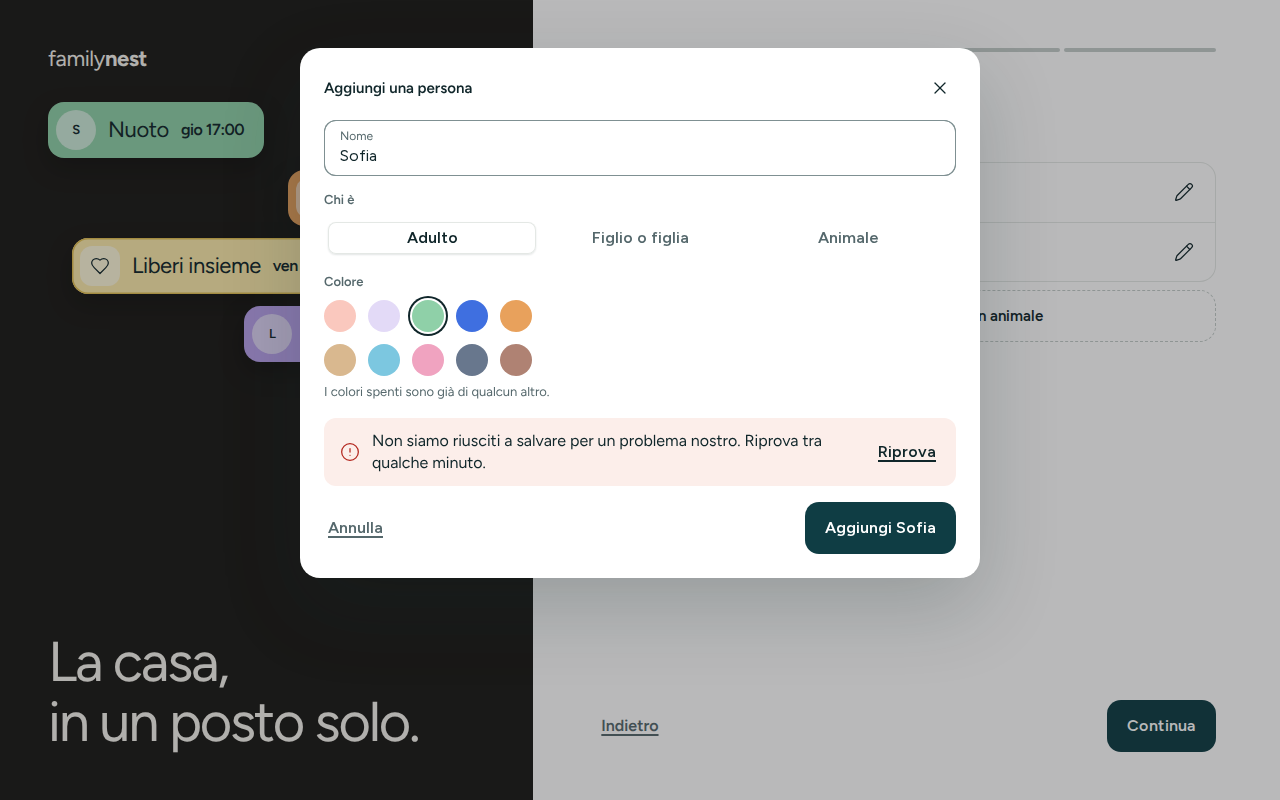 familynest
S Nuoto gio 17:00
Liberi insieme ven
L
La casa,
in un posto solo.
Aggiungi una persona
Nome
Sofia
Chi è
Adulto Figlio o figlia Animale
Colore
I colori spenti sono già di qualcun altro.
Non siamo riusciti a salvare per un problema nostro. Riprova tra
qualche minuto.
Riprova
Annulla Aggiungi Sofia
animale
Indietro Continua